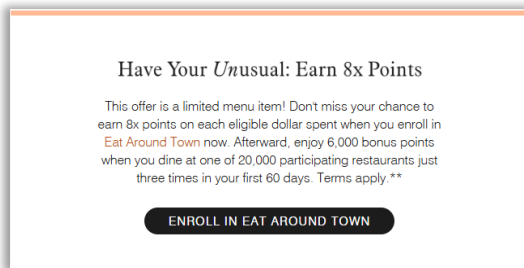 Have Your Unusual: Earn 8x Points
This offer is a limited menu item! Don't miss your chance to
earn 8x points on each eligible dollar spent when you enroll in
Eat Around Town now. Afterward, enjoy 6,000 bonus points
when you dine at one of 20,000 participating restaurants just
three times in your first 60 days. Terms apply.**
ENROLL IN EAT AROUND TOWN